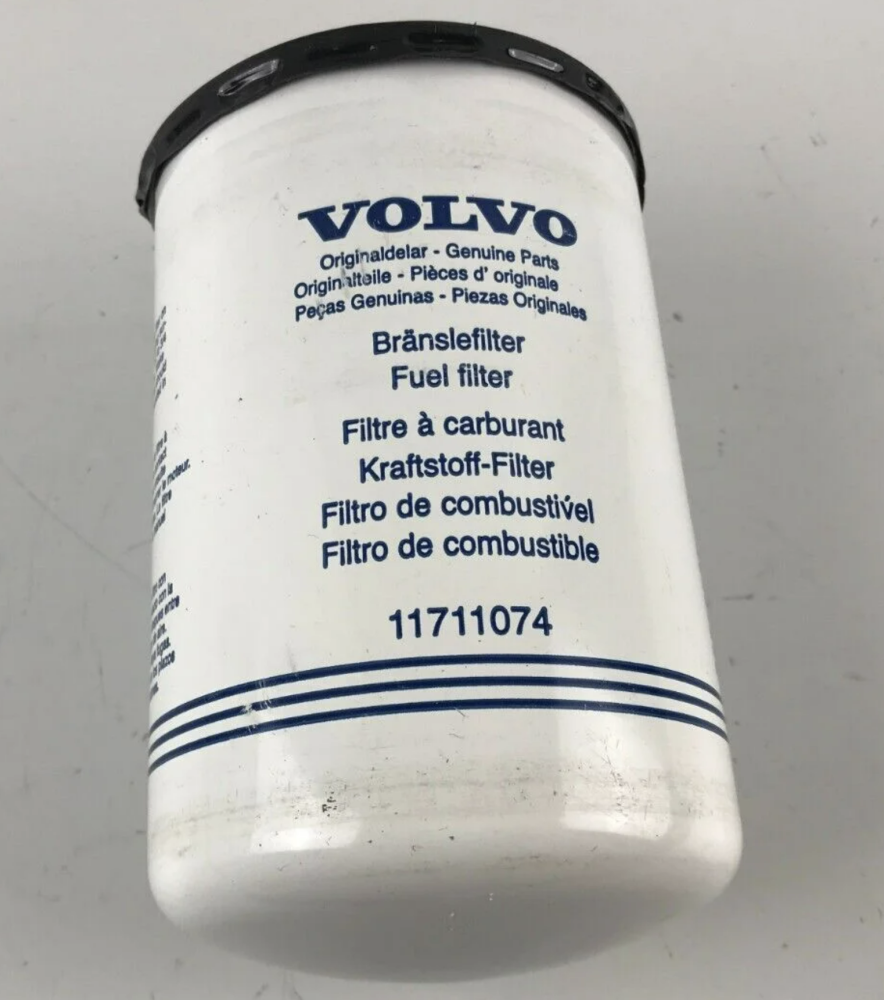 VOLVO
Originaldelar - Genuine Parts
Originalteile - Pièces d' originale
Peças Genuinas - Piezas Originales
Bränslefilter
Fuel filter
Filtre à carburant
Kraftstoff-Filter
Filtro de combustível
Filtro de combustible
11711074
moteur.